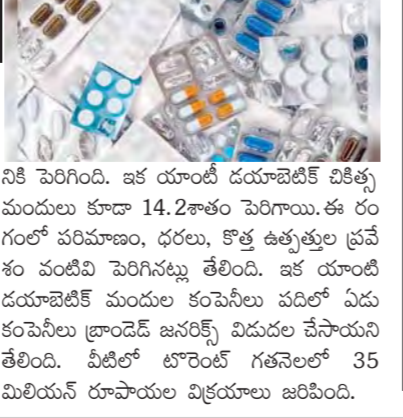 నికి పెరిగింది. ఇక యాంటీ డయాబెటిక్ చికిత్స
మందులు కూడా 14.2శాతం పెరిగాయి.ఈ రం
గంలో పరిమాణం, ధరలు, కొత్త ఉత్పత్తుల ప్రవే
శం వంటివి పెరిగినట్లు తేలింది. ఇక యాంటి
డయాబెటిక్ మందుల కంపెనీలు పదిలో ఏడు
కంపెనీలు బ్రాండెడ్ జనరిక్స్ విడుదల చేసాయని
తేలింది. వీటిలో టొరెంట్ గతనెలలో 35
మిలియన్ రూపాయల విక్రయాలు జరిపింది.